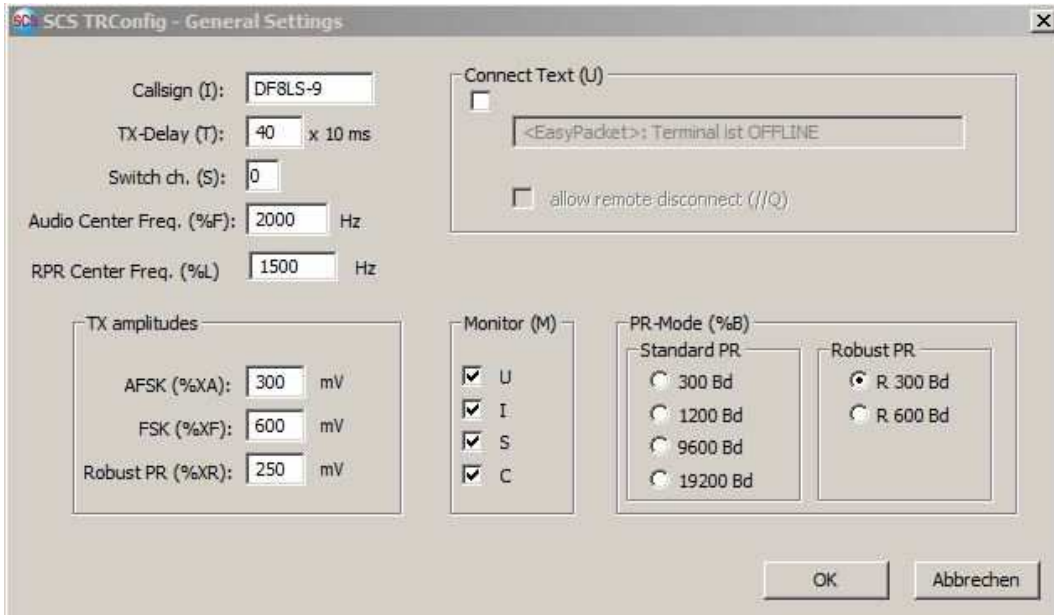 SCS SCS TRConfig - General Settings
Callsign (I): DF8LS-9
TX-Delay (T): 40 x 10 ms
Switch ch. (S): 0
Audio Center Freq. (%F): 2000 Hz
RPR Center Freq. (%L) 1500 Hz
Connect Text (U)
<EasyPacket>: Terminal ist OFFLINE
allow remote disconnect (//Q)
TX amplitudes
AFSK (%XA): 300 mV
FSK (%XF): 600 mV
Robust PR (%XR): 250 mV
Monitor (M)
U
I
S
C
PR-Mode (%B)
Standard PR
300 Bd
1200 Bd
9600 Bd
19200 Bd
Robust PR
R 300 Bd
R 600 Bd
OK Abbrechen